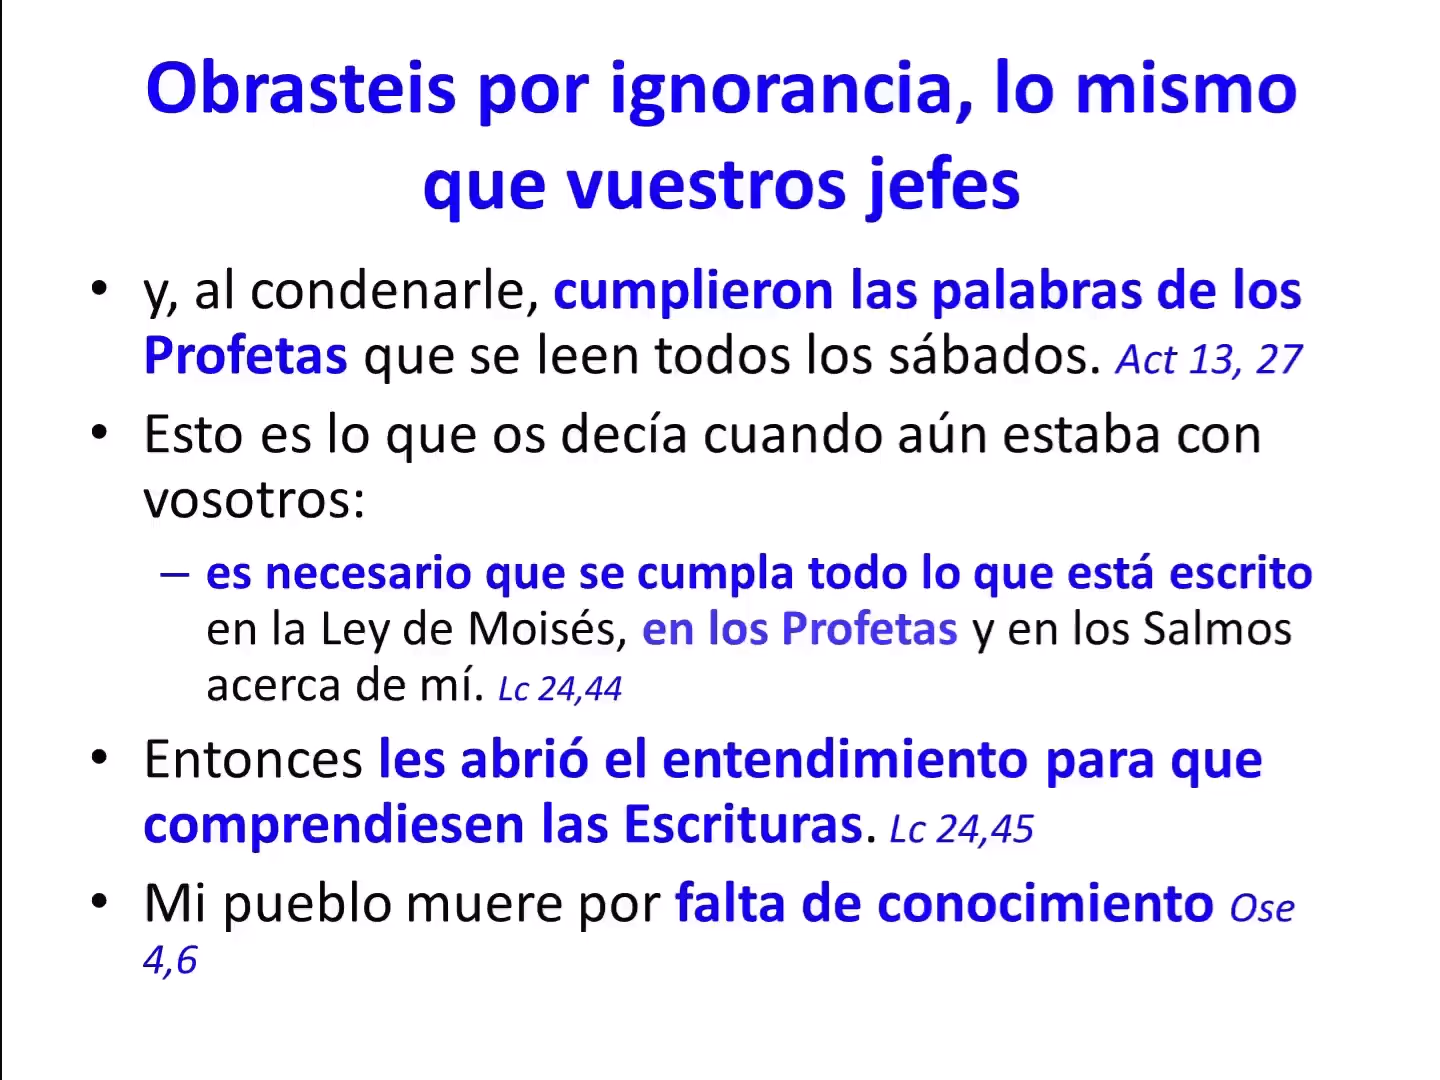 Obrasteis por ignorancia, lo mismo
que vuestros jefes
• y, al condenarle, cumplieron las palabras de los
Profetas que se leen todos los sábados. Act 13, 27
• Esto es lo que os decía cuando aún estaba con
vosotros:
– es necesario que se cumpla todo lo que está escrito
en la Ley de Moisés, en los Profetas y en los Salmos
acerca de mí. Lc 24,44
• Entonces les abrió el entendimiento para que
comprendiesen las Escrituras. Lc 24,45
• Mi pueblo muere por falta de conocimiento Ose
4,6